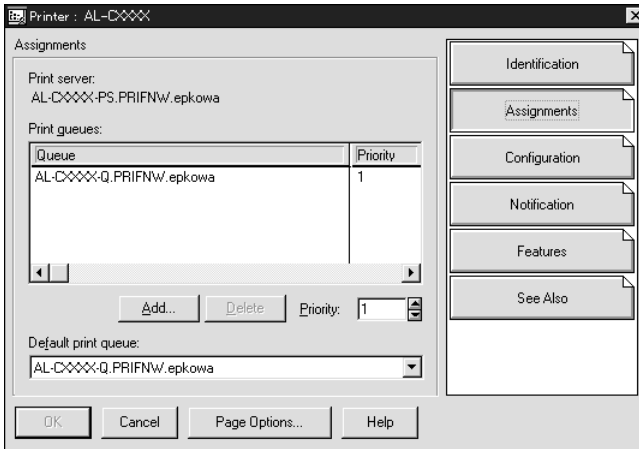 Printer : AL-CXXXX
Assignments
Print server:
AL-CXXXX-PS.PRIFNW.epkowa
Print queues:
Queue Priority
AL-CXXXX-Q.PRIFNW.epkowa 1
Add... Delete Priority: 1
Default print queue:
AL-CXXXX-Q.PRIFNW.epkowa
OK Cancel Page Options... Help
Identification
Assignments
Configuration
Notification
Features
See Also